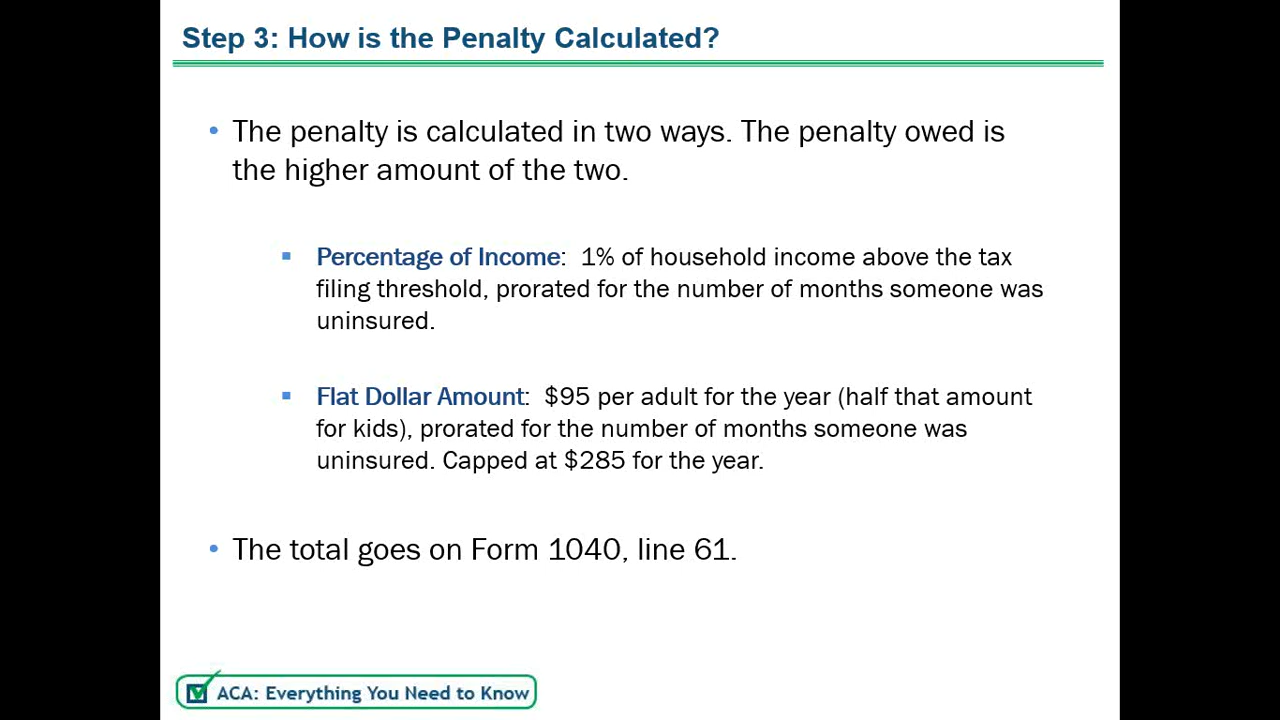 Step 3: How is the Penalty Calculated?
• The penalty is calculated in two ways. The penalty owed is
the higher amount of the two.
▪ Percentage of Income:  1% of household income above the tax
filing threshold, prorated for the number of months someone was
uninsured.
▪ Flat Dollar Amount:  $95 per adult for the year (half that amount
for kids), prorated for the number of months someone was
uninsured. Capped at $285 for the year.
• The total goes on Form 1040, line 61.
ACA: Everything You Need to Know